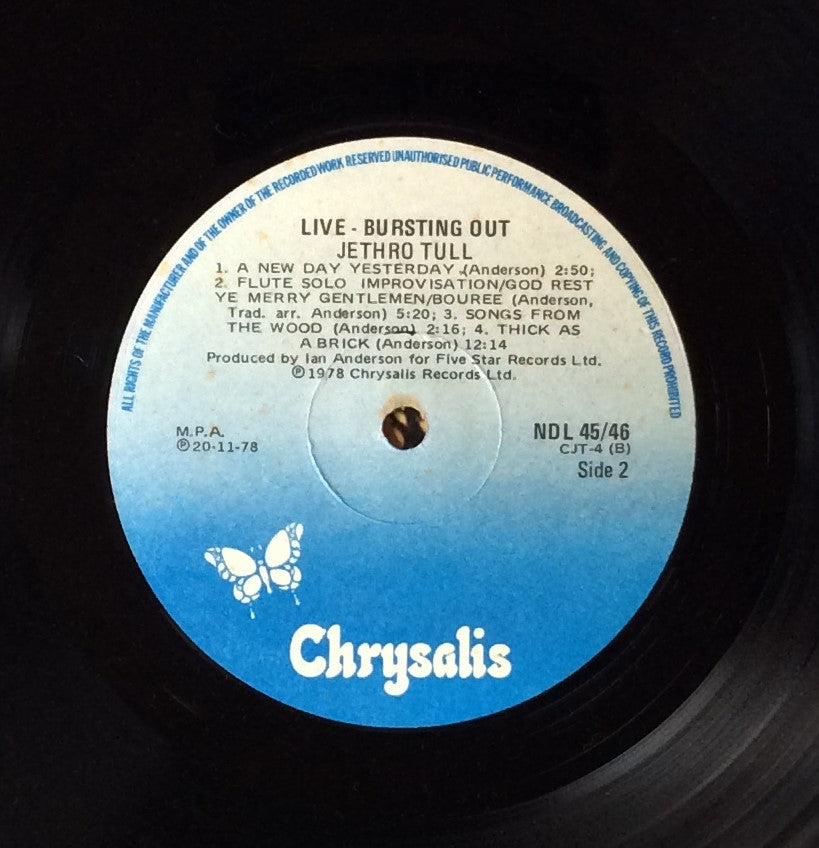 ALL RIGHTS OF THE MANUFACTURER AND OF THE OWNER OF THE RECORDED WORK RESERVED UNAUTHORISED PUBLIC PERFORMANCE BROADCASTING AND COPYING OF THIS RECORD PROHIBITED
LIVE - BURSTING OUT
JETHRO TULL
1. A NEW DAY YESTERDAY (Anderson) 2:50;
2. FLUTE SOLO IMPROVISATION/GOD REST
YE MERRY GENTLEMEN/BOUREE (Anderson,
Trad. arr. Anderson) 5:20; 3. SONGS FROM
THE WOOD (Anderson) 2:16; 4. THICK AS
A BRICK (Anderson) 12:14
Produced by Ian Anderson for Five Star Records Ltd.
℗1978 Chrysalis Records Ltd.
M.P.A.
℗20-11-78
NDL 45/46
CJT-4 (B)
Side 2
Chrysalis